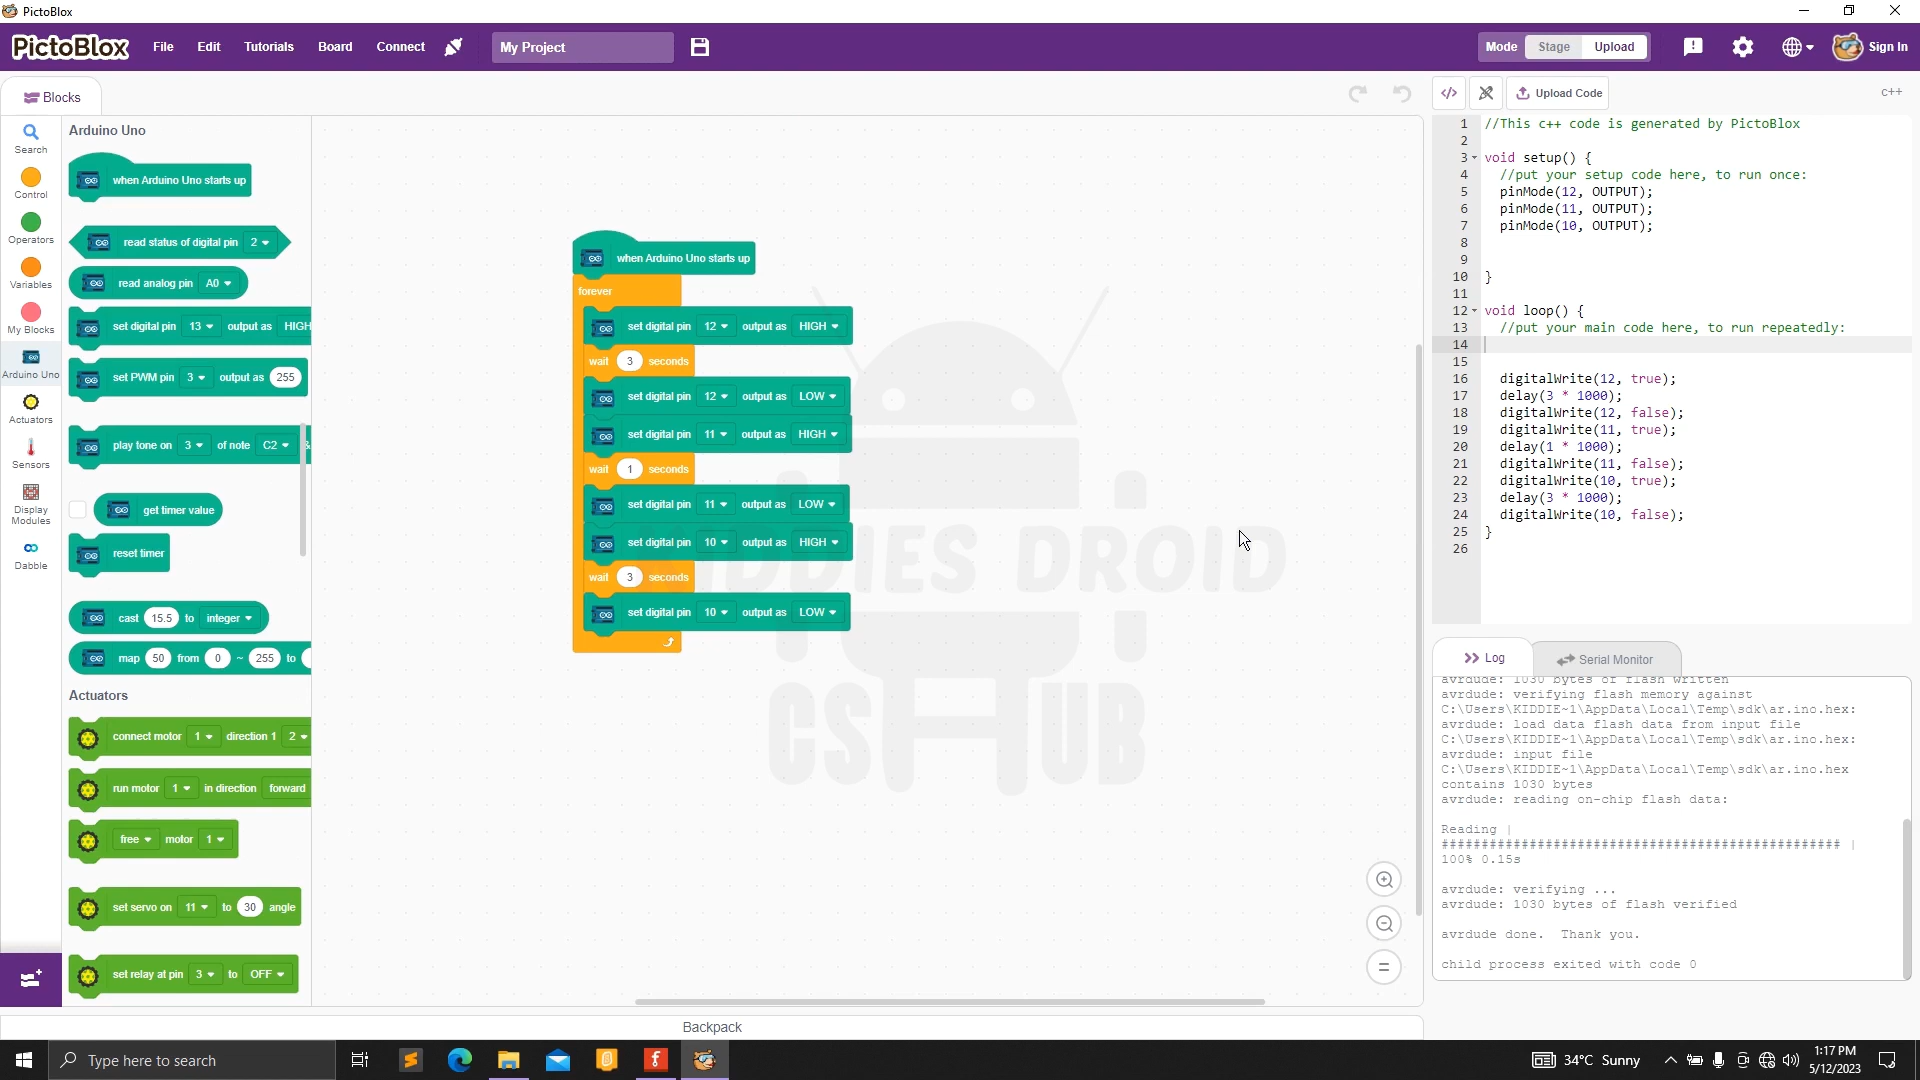 PictoBlox
PictoBlox File Edit Tutorials Board Connect My Project Mode Stage Upload Sign In
Blocks
Upload Code
C++
Search
Control
Operators
Variables
My Blocks
Arduino Uno
Actuators
Sensors
Display
Modules
Dabble
Arduino Uno
when Arduino Uno starts up
read status of digital pin 2
read analog pin A0
set digital pin 13 output as HIGH
set PWM pin 3 output as 255
play tone on 3 of note C2 &
get timer value
reset timer
cast 15.5 to integer
map 50 from 0 ~ 255 to
Actuators
connect motor 1 direction 1 2
run motor 1 in direction forward
free motor 1
set servo on 11 to 30 angle
set relay at pin 3 to OFF
when Arduino Uno starts up
forever
set digital pin 12 output as HIGH
wait 3 seconds
set digital pin 12 output as LOW
set digital pin 11 output as HIGH
wait 1 seconds
set digital pin 11 output as LOW
set digital pin 10 output as HIGH
wait 3 seconds
set digital pin 10 output as LOW
KIDDIES DROID
CSHUB
1 //This c++ code is generated by PictoBlox
2
3 void setup() {
4 //put your setup code here, to run once:
5 pinMode(12, OUTPUT);
6 pinMode(11, OUTPUT);
7 pinMode(10, OUTPUT);
8
9
10 }
11
12 void loop() {
13 //put your main code here, to run repeatedly:
14
15
16 digitalWrite(12, true);
17 delay(3 * 1000);
18 digitalWrite(12, false);
19 digitalWrite(11, true);
20 delay(1 * 1000);
21 digitalWrite(11, false);
22 digitalWrite(10, true);
23 delay(3 * 1000);
24 digitalWrite(10, false);
25 }
26
Log Serial Monitor
avrdude: 1030 bytes of flash written
avrdude: verifying flash memory against
C:\Users\KIDDIE~1\AppData\Local\Temp\sdk\ar.ino.hex:
avrdude: load data flash data from input file
C:\Users\KIDDIE~1\AppData\Local\Temp\sdk\ar.ino.hex:
avrdude: input file
C:\Users\KIDDIE~1\AppData\Local\Temp\sdk\ar.ino.hex
contains 1030 bytes
avrdude: reading on-chip flash data:
Reading |
################################################## |
100% 0.15s
avrdude: verifying ...
avrdude: 1030 bytes of flash verified
avrdude done. Thank you.
child process exited with code 0
Backpack
Type here to search
34°C Sunny
1:17 PM
5/12/2023